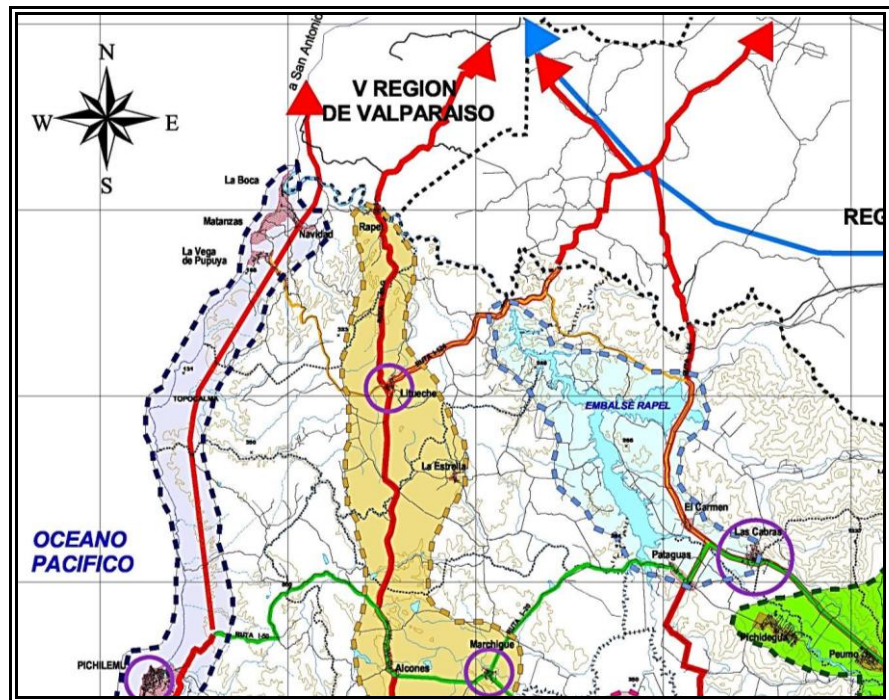 N
W
E
S
a San Antonio
V REGION
DE VALPARAISO
REG
La Boca
Matanzas
Navidad
La Vega
de Pupuya
Rapel
Litueche
TOPOCALMA
EMBALSE RAPEL
La Estrella
El Carmen
Las Cabras
OCEANO
PACIFICO
Pataguas
Pichidegua
Peumo
Marchigüe
Alcones
PICHILEMU